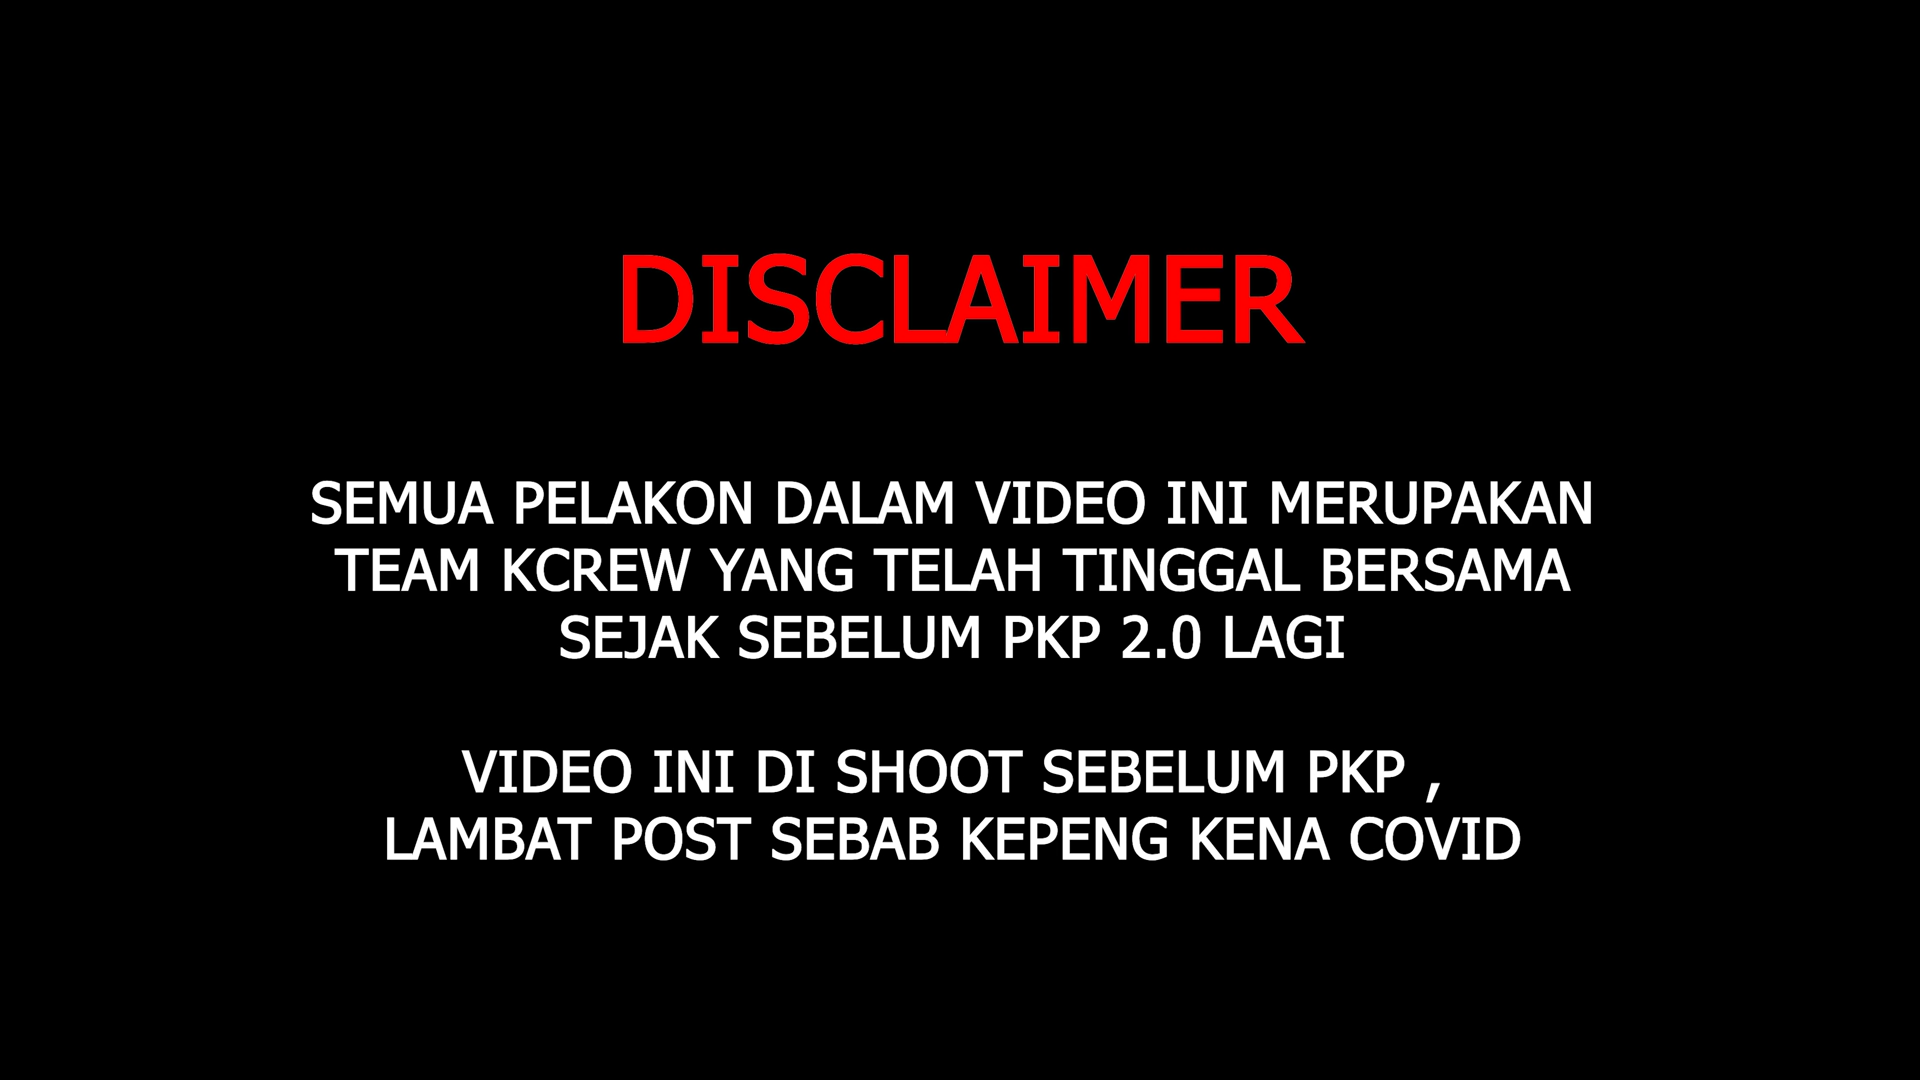 DISCLAIMER
SEMUA PELAKON DALAM VIDEO INI MERUPAKAN
TEAM KCREW YANG TELAH TINGGAL BERSAMA
SEJAK SEBELUM PKP 2.0 LAGI
VIDEO INI DI SHOOT SEBELUM PKP ,
LAMBAT POST SEBAB KEPENG KENA COVID